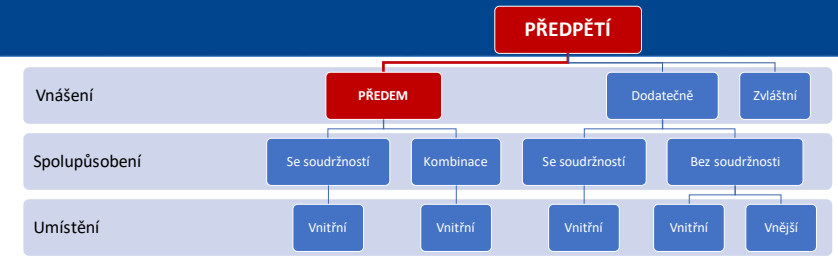 PŘEDPĚTÍ
Vnášení
PŘEDEM
Dodatečně
Zvláštní
Spolupůsobení
Se soudržností
Kombinace
Se soudržností
Bez soudržnosti
Umístění
Vnitřní
Vnitřní
Vnitřní
Vnitřní
Vnější